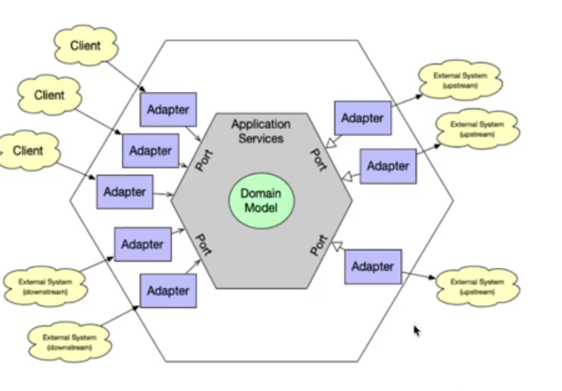 Client
Client
Client
Adapter
Adapter
Adapter
Adapter
Adapter
External System
(downstream)
External System
(downstream)
Port
Port
Application
Services
Domain
Model
Port
Port
Adapter
Adapter
Adapter
External System
(upstream)
External System
(upstream)
External System
(upstream)